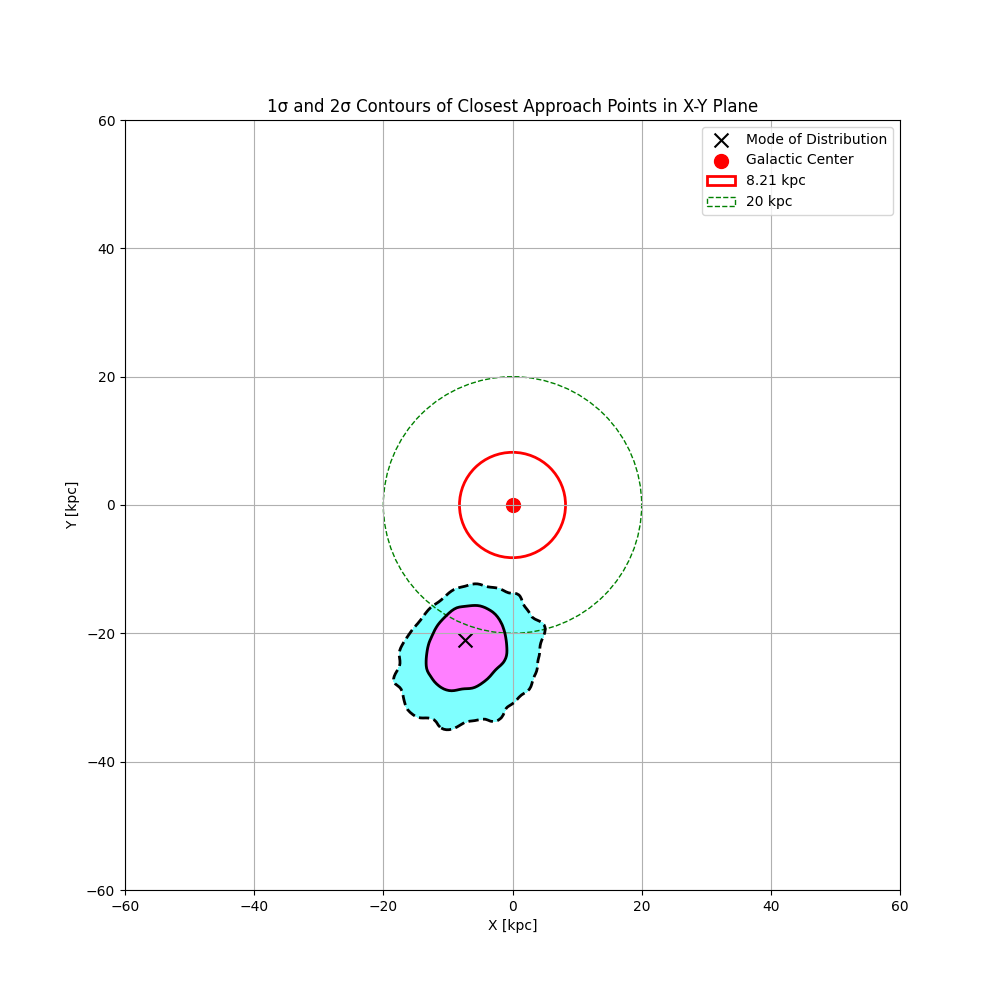 1σ and 2σ Contours of Closest Approach Points in X-Y Plane
Mode of Distribution
Galactic Center
8.21 kpc
20 kpc
60
40
20
0
−20
−40
−60
Y [kpc]
−60 −40 −20 0 20 40 60
X [kpc]